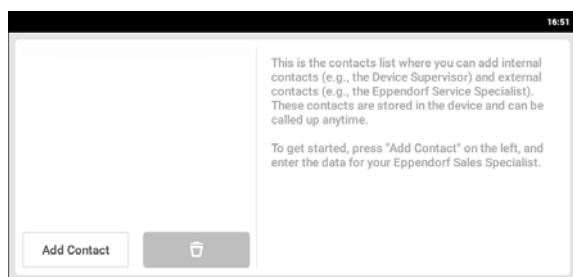 16:51
This is the contacts list where you can add internal
contacts (e.g., the Device Supervisor) and external
contacts (e.g., the Eppendorf Service Specialist).
These contacts are stored in the device and can be
called up anytime.
To get started, press "Add Contact" on the left, and
enter the data for your Eppendorf Sales Specialist.
Add Contact